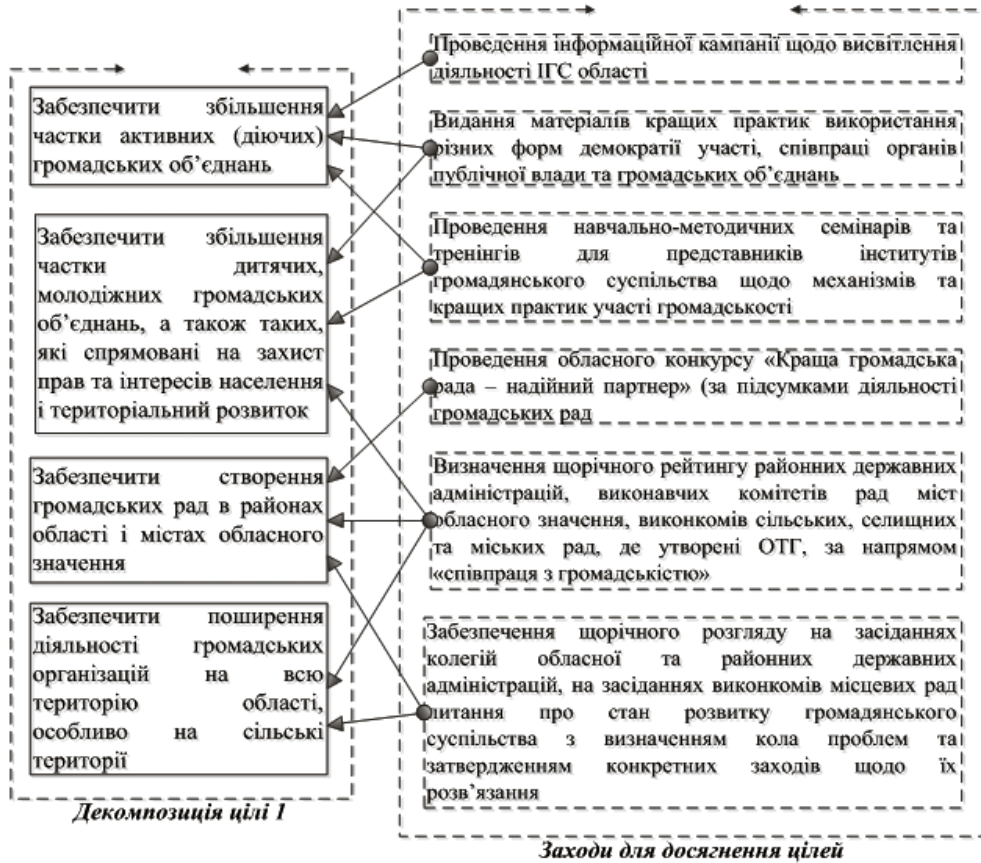 Забезпечити збільшення
частки активних (діючих)
громадських об’єднань
Забезпечити збільшення
частки дитячих,
молодіжних громадських
об’єднань, а також таких,
які спрямовані на захист
прав та інтересів населення
і територіальний розвиток
Забезпечити створення
громадських рад в районах
області і містах обласного
значення
Забезпечити поширення
діяльності громадських
організацій на всю
територію області,
особливо на сільські
території
Декомпозиція цілі 1
Проведення інформаційної кампанії щодо висвітлення
діяльності ІГС області
Видання матеріалів кращих практик використання
різних форм демократії участі, співпраці органів
публічної влади та громадських об’єднань
Проведення навчально-методичних семінарів та
тренінгів для представників інститутів
громадянського суспільства щодо механізмів та
кращих практик участі громадськості
Проведення обласного конкурсу «Краща громадська
рада – надійний партнер» (за підсумками діяльності
громадських рад
Визначення щорічного рейтингу районних державних
адміністрацій, виконавчих комітетів рад міст
обласного значення, виконкомів сільських, селищних
та міських рад, де утворені ОТГ, за напрямом
«співпраця з громадськістю»
Забезпечення щорічного розгляду на засіданнях
колегій обласної та районних державних
адміністрацій, на засіданнях виконкомів місцевих рад
питання про стан розвитку громадянського
суспільства з визначенням кола проблем та
затвердженням конкретних заходів щодо їх
розв’язання
Заходи для досягнення цілей